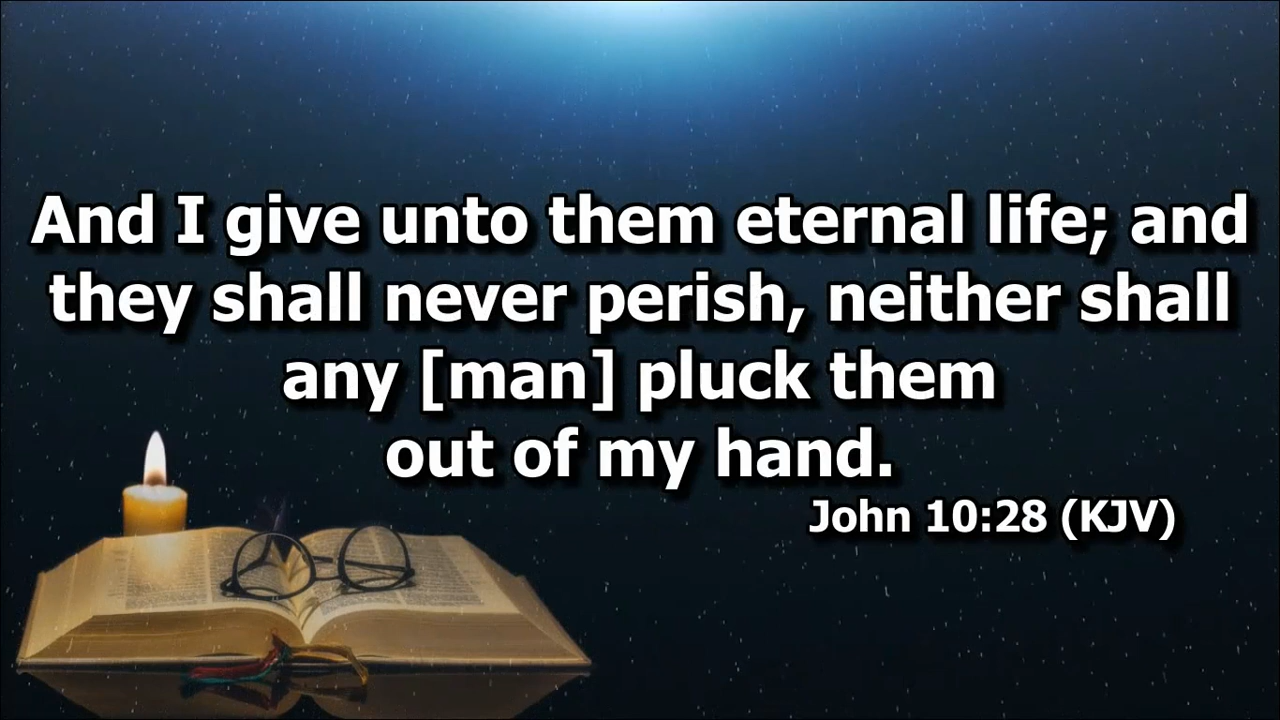 And I give unto them eternal life; and
they shall never perish, neither shall
any [man] pluck them
out of my hand.
John 10:28 (KJV)